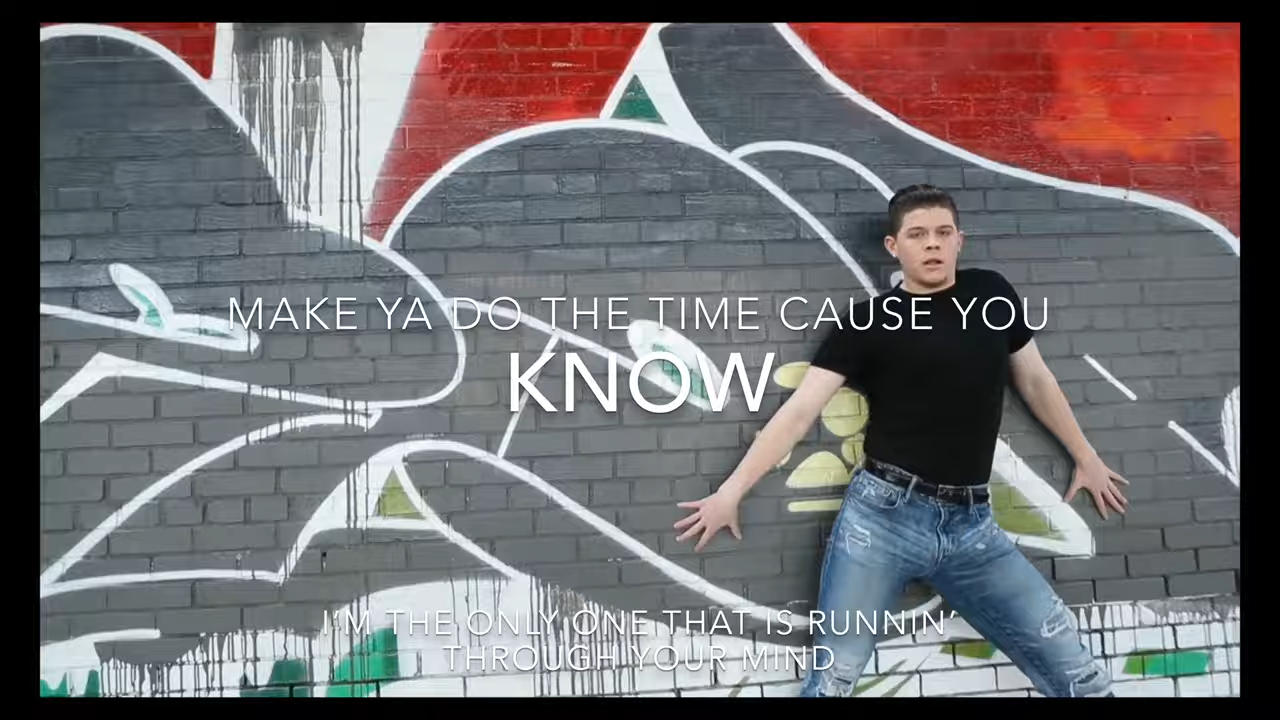 MAKE YA DO THE TIME CAUSE YOU
KNOW
I'M THE ONLY ONE THAT IS RUNNIN'
THROUGH YOUR MIND